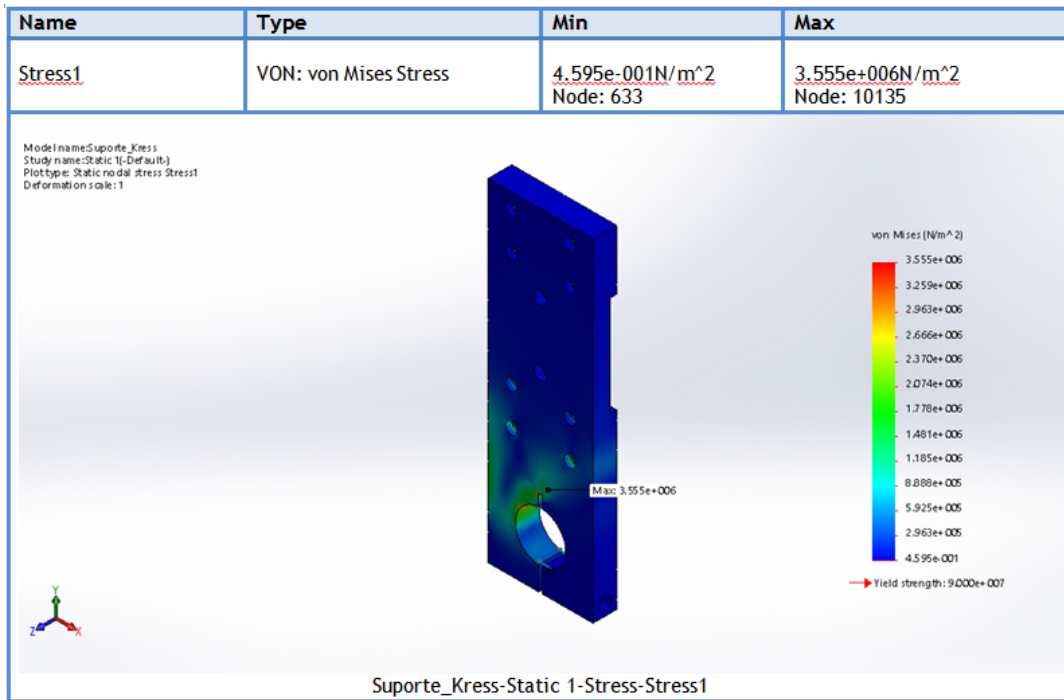 Name Type Min Max
Stress1 VON: von Mises Stress 4.595e-001N/m^2 3.555e+006N/m^2
Node: 633 Node: 10135
Model name:Suporte_Kress
Study name:Static 1(-Default-)
Plot type: Static nodal stress Stress1
Deformation scale: 1
von Mises (N/m^2)
3.555e+006
3.259e+006
2.963e+006
2.666e+006
2.370e+006
2.074e+006
1.778e+006
1.481e+006
1.185e+006
8.888e+005
5.925e+005
2.963e+005
4.595e-001
Yield strength: 9.000e+007
Max: 3.555e+006
Y
Z X
Suporte_Kress-Static 1-Stress-Stress1